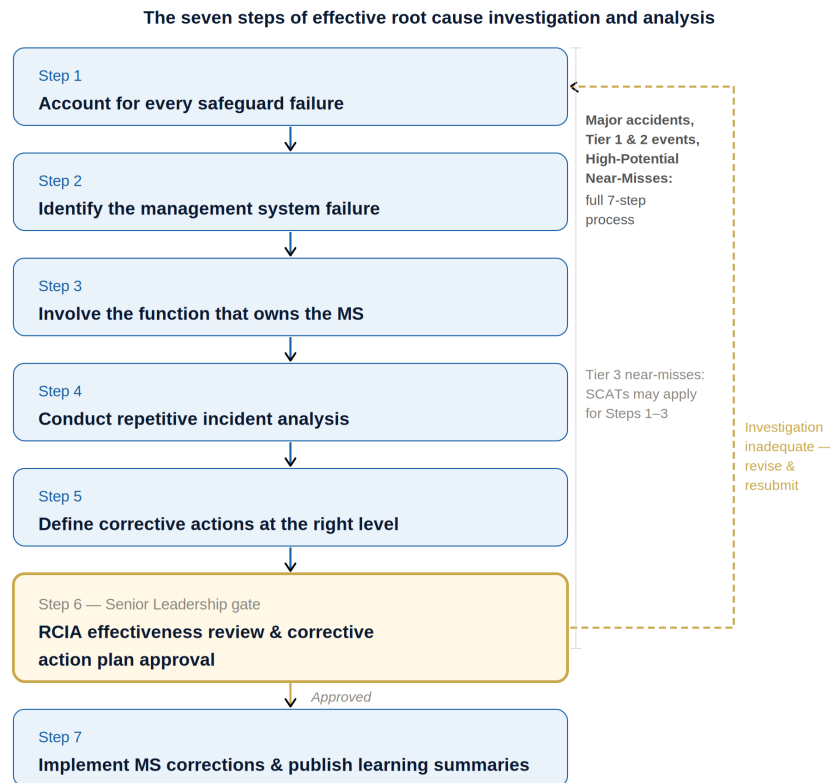 The seven steps of effective root cause investigation and analysis
Step 1
Account for every safeguard failure
Major accidents,
Tier 1 & 2 events,
High-Potential
Near-Misses:
full 7-step
process
Step 2
Identify the management system failure
Step 3
Involve the function that owns the MS
Step 4
Conduct repetitive incident analysis
Tier 3 near-misses:
SCATs may apply
for Steps 1–3
Investigation
inadequate —
revise &
resubmit
Step 5
Define corrective actions at the right level
Step 6 — Senior Leadership gate
RCIA effectiveness review & corrective
action plan approval
Approved
Step 7
Implement MS corrections & publish learning summaries